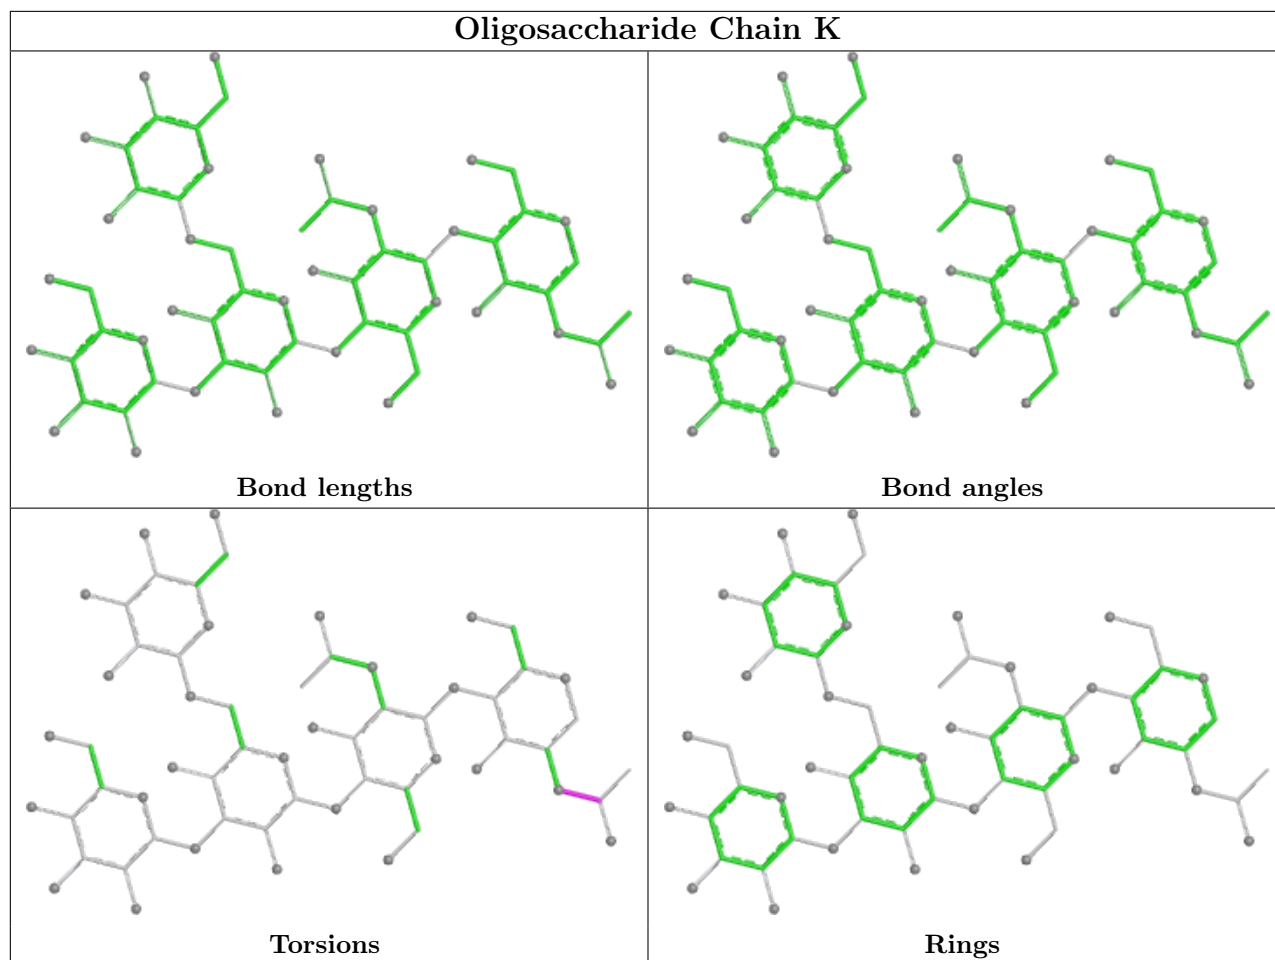 Oligosaccharide Chain K
Bond lengths
Bond angles
Torsions
Rings